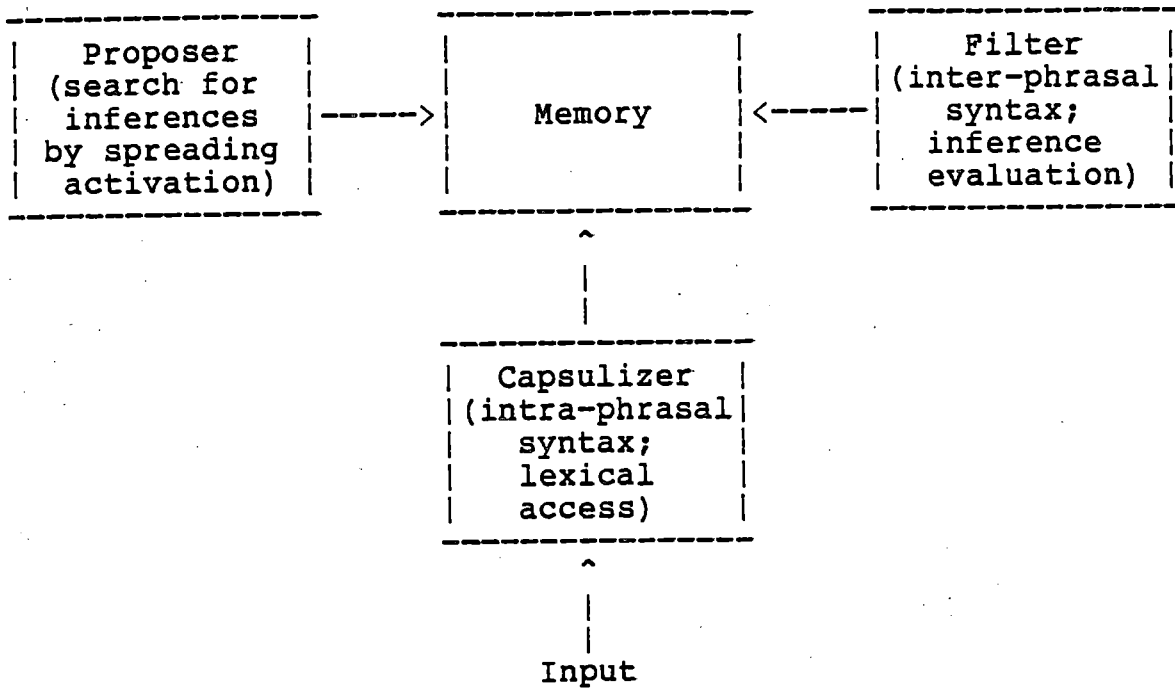 Proposer
(search for
inferences
by spreading
activation)
Memory
Filter
(inter-phrasal
syntax;
inference
evaluation)
Capsulizer
(intra-phrasal
syntax;
lexical
access)
Input